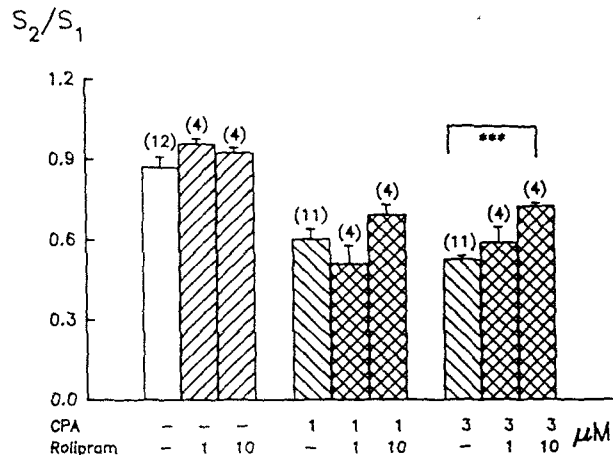 S2/S1
1.2
(12) (4) (4)
***
0.9
(11) (4) (4)
(11) (4) (4)
0.6
0.3
0.0
CPA – – – 1 1 1 3 3 3 μM
Rolipram – 1 10 – 1 10 – 1 10